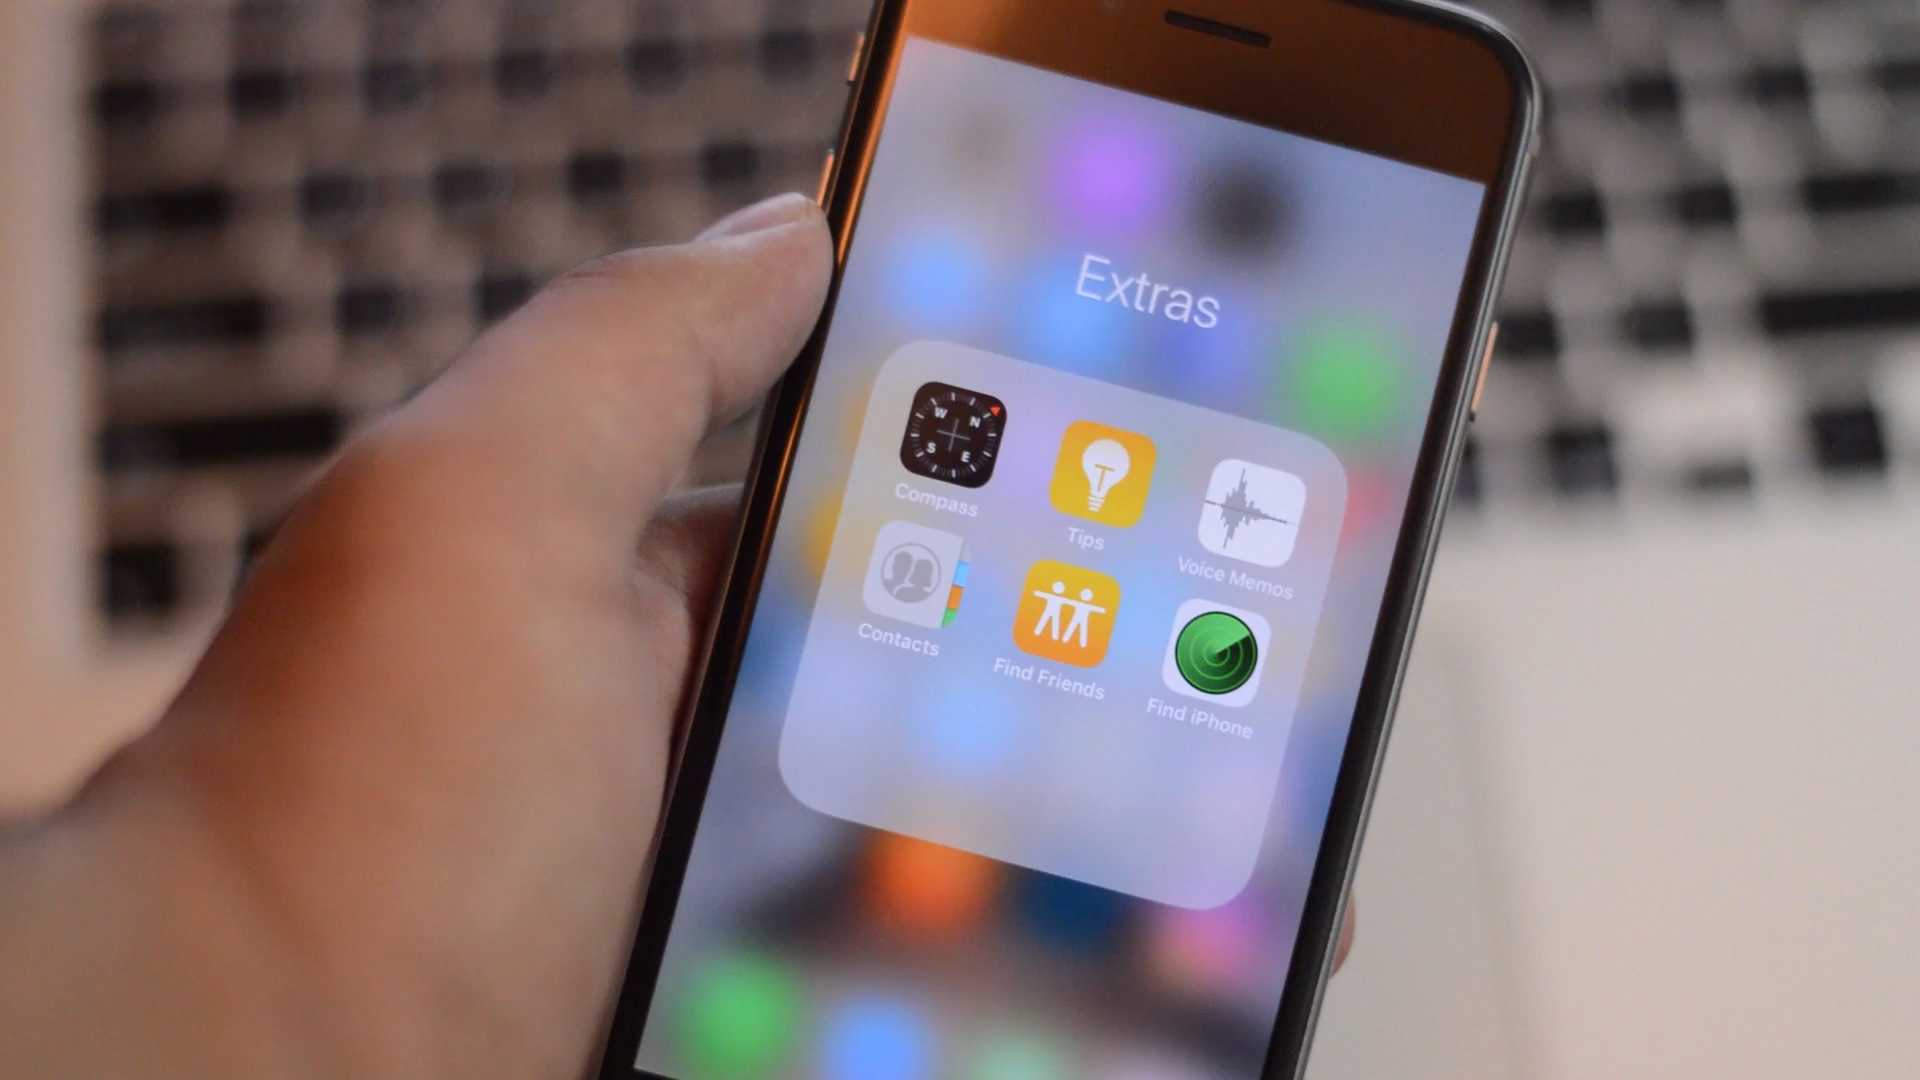 Extras
W N
S E
Compass
Tips
Voice Memos
Contacts
Find Friends
Find iPhone